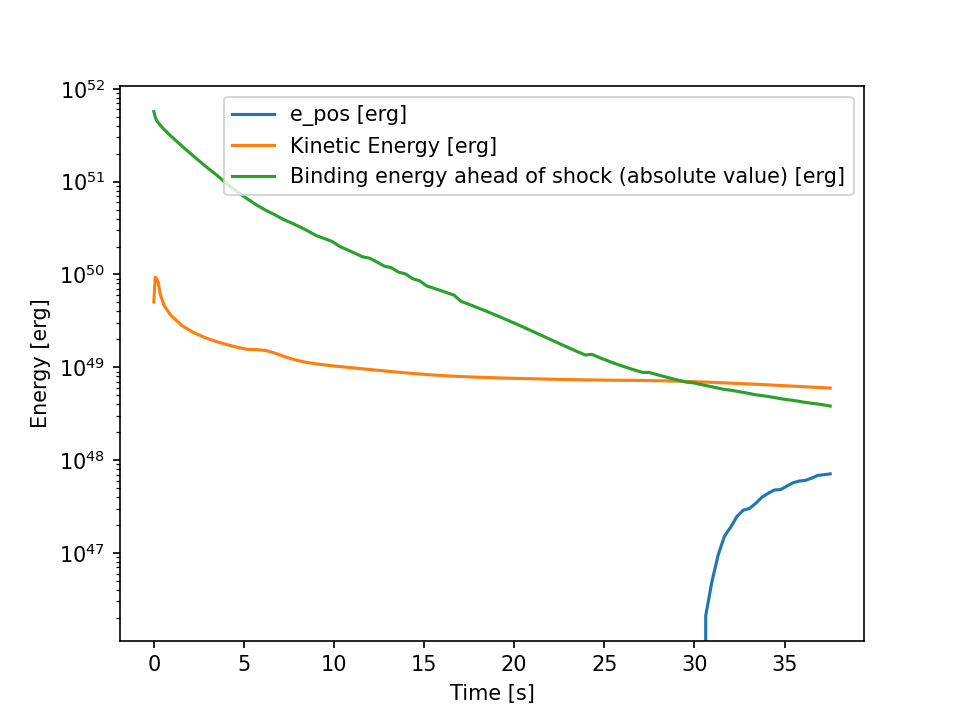 10^52
10^51
10^50
10^49
10^48
10^47
Energy [erg]
e_pos [erg]
Kinetic Energy [erg]
Binding energy ahead of shock (absolute value) [erg]
0 5 10 15 20 25 30 35
Time [s]